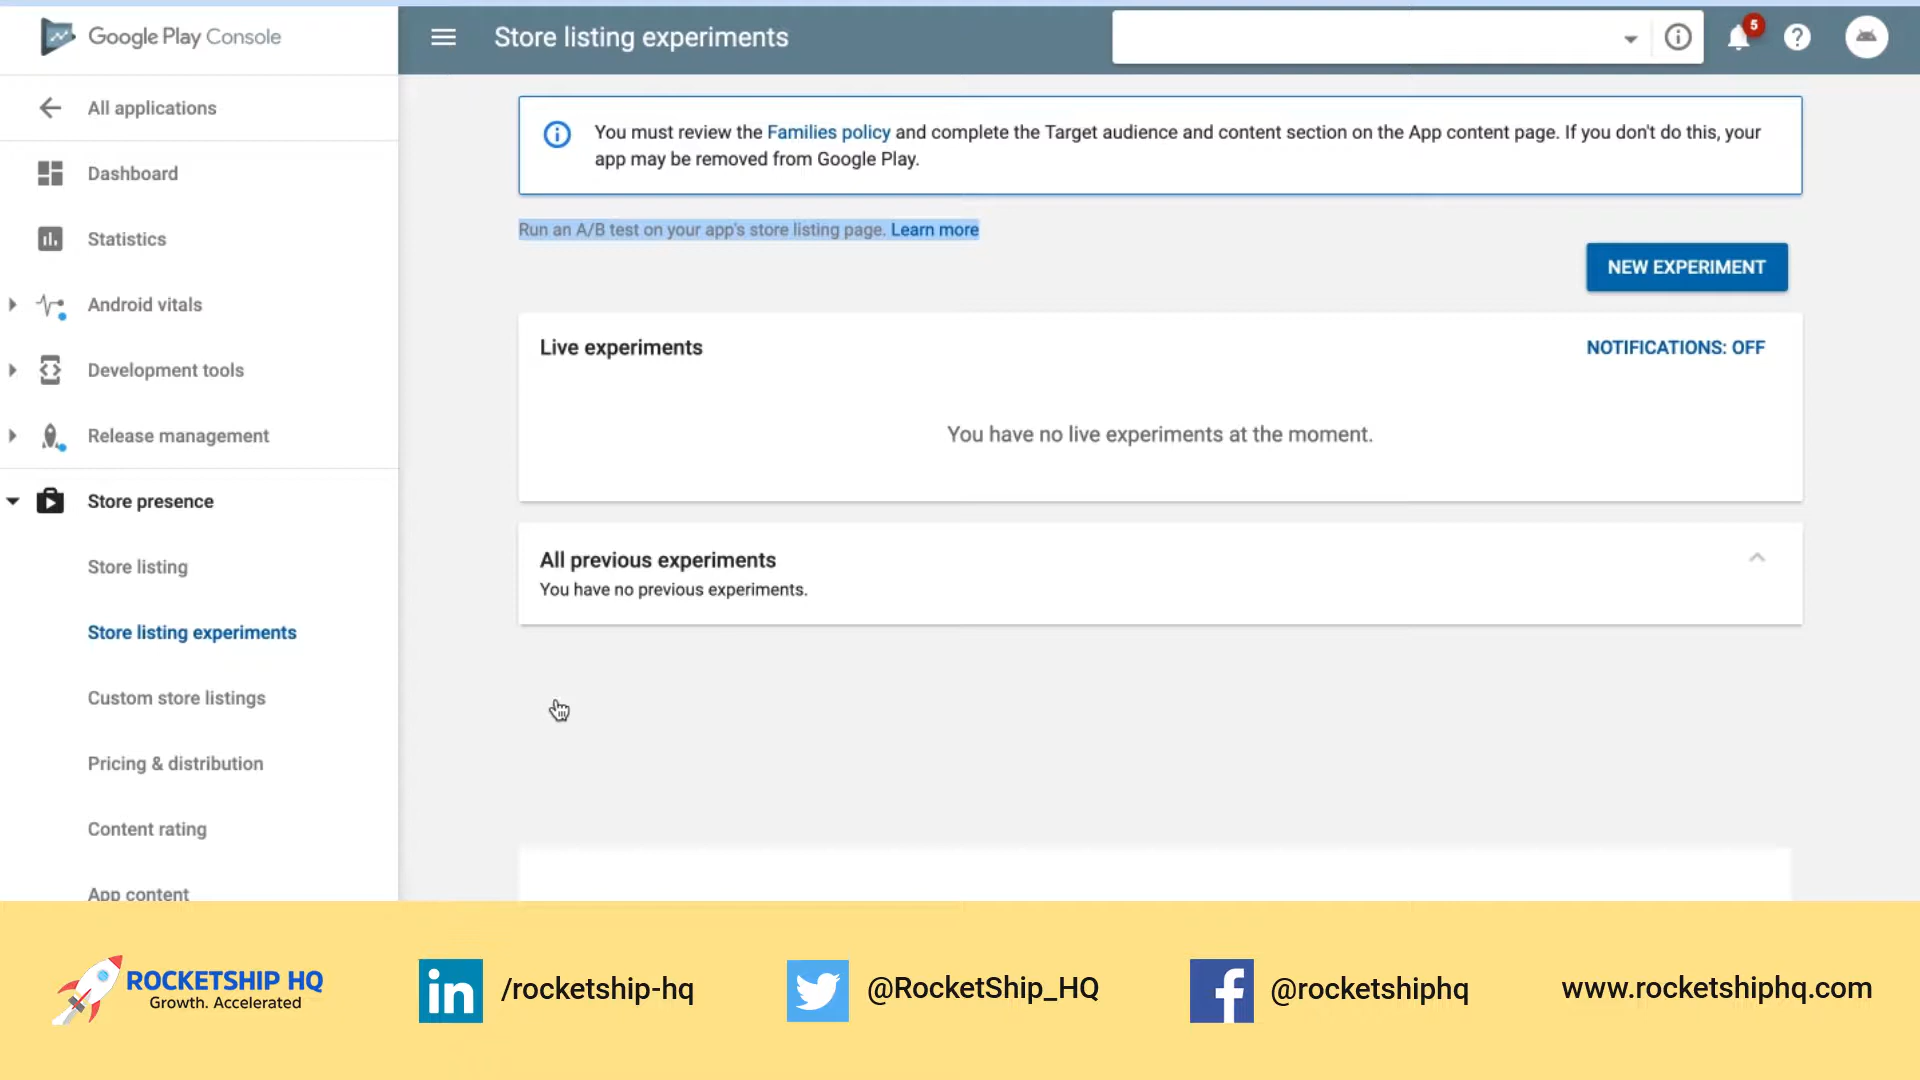 Google Play Console
Store listing experiments
5
All applications
Dashboard
Statistics
Android vitals
Development tools
Release management
Store presence
Store listing
Store listing experiments
Custom store listings
Pricing & distribution
Content rating
App content
You must review the Families policy and complete the Target audience and content section on the App content page. If you don't do this, your
app may be removed from Google Play.
Run an A/B test on your app's store listing page. Learn more
NEW EXPERIMENT
Live experiments
NOTIFICATIONS: OFF
You have no live experiments at the moment.
All previous experiments
You have no previous experiments.
ROCKETSHIP HQ
Growth. Accelerated
in
/rocketship-hq
@RocketShip_HQ
f
@rocketshiphq
www.rocketshiphq.com